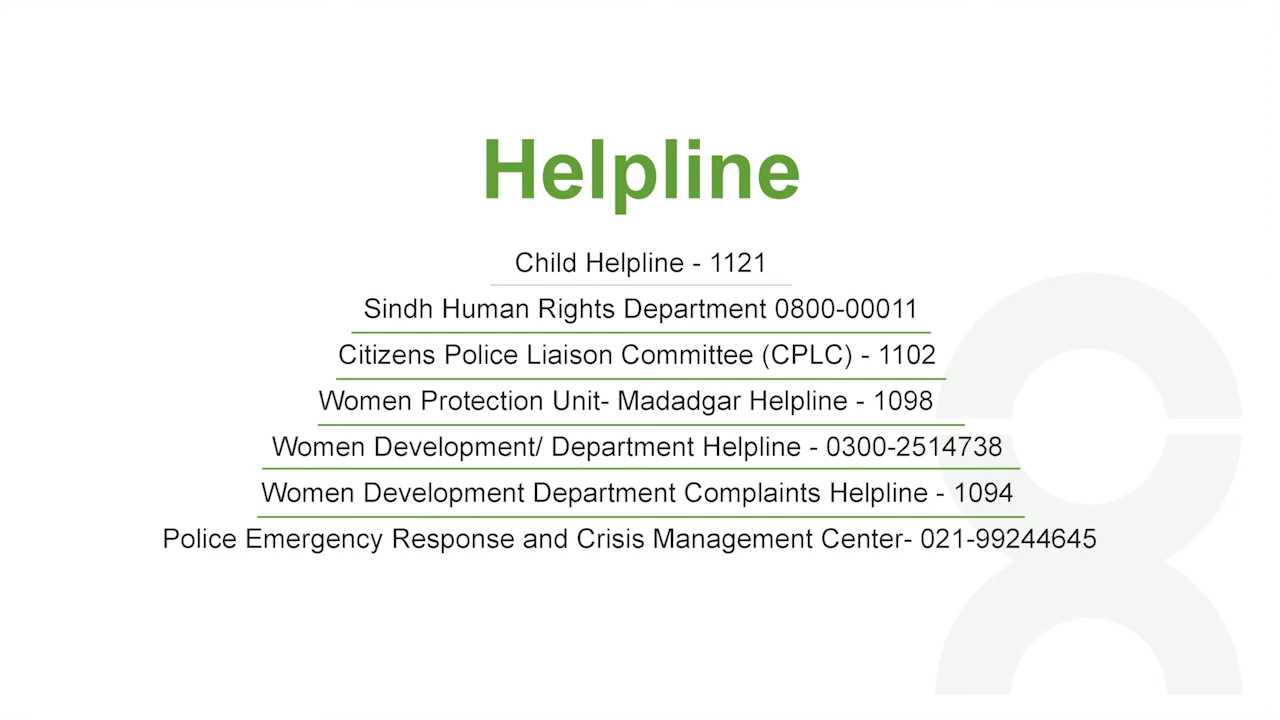 Helpline
Child Helpline - 1121
Sindh Human Rights Department 0800-00011
Citizens Police Liaison Committee (CPLC) - 1102
Women Protection Unit- Madadgar Helpline - 1098
Women Development/ Department Helpline - 0300-2514738
Women Development Department Complaints Helpline - 1094
Police Emergency Response and Crisis Management Center- 021-99244645